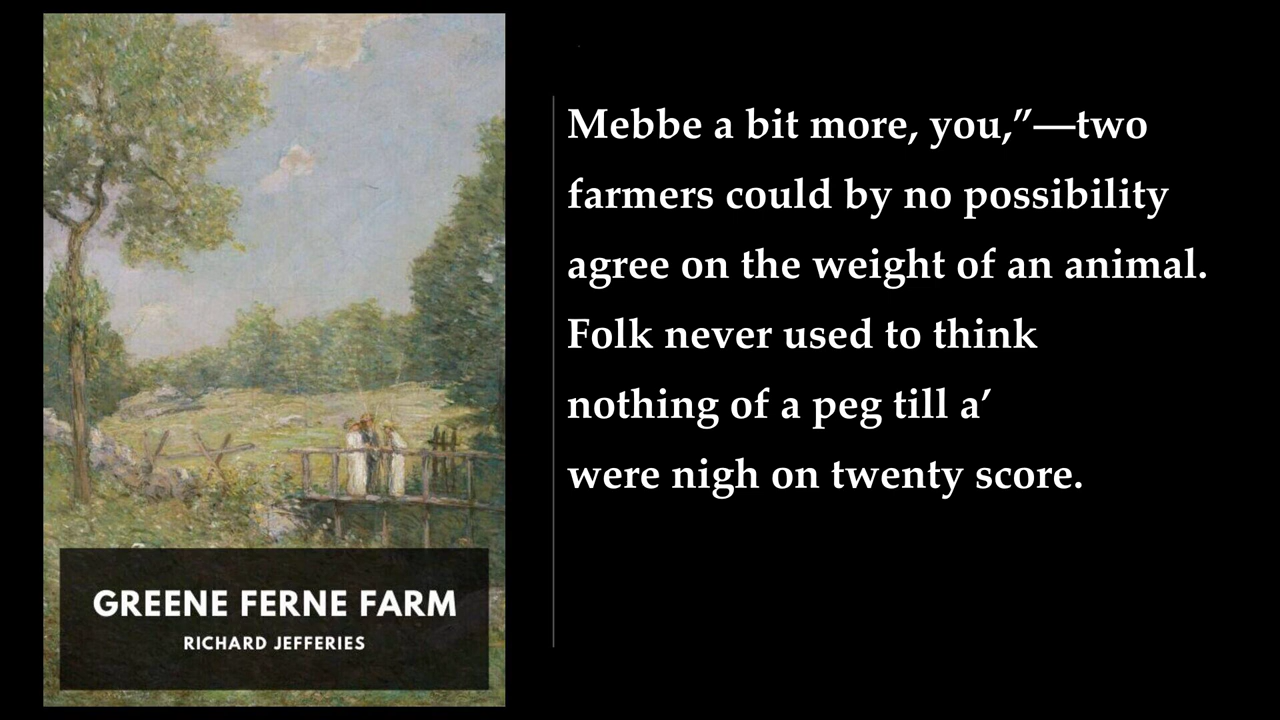 Mebbe a bit more, you,”—two
farmers could by no possibility
agree on the weight of an animal.
Folk never used to think
nothing of a peg till a’
were nigh on twenty score.
GREENE FERNE FARM
RICHARD JEFFERIES